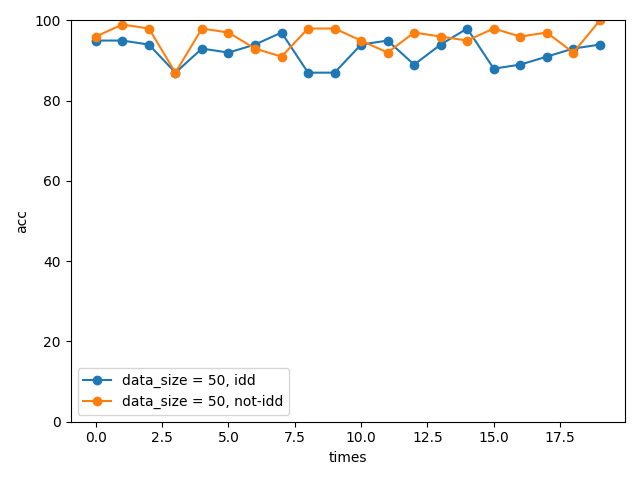 100
80
60
40
20
0
acc
data_size = 50, idd
data_size = 50, not-idd
0.0 2.5 5.0 7.5 10.0 12.5 15.0 17.5
times